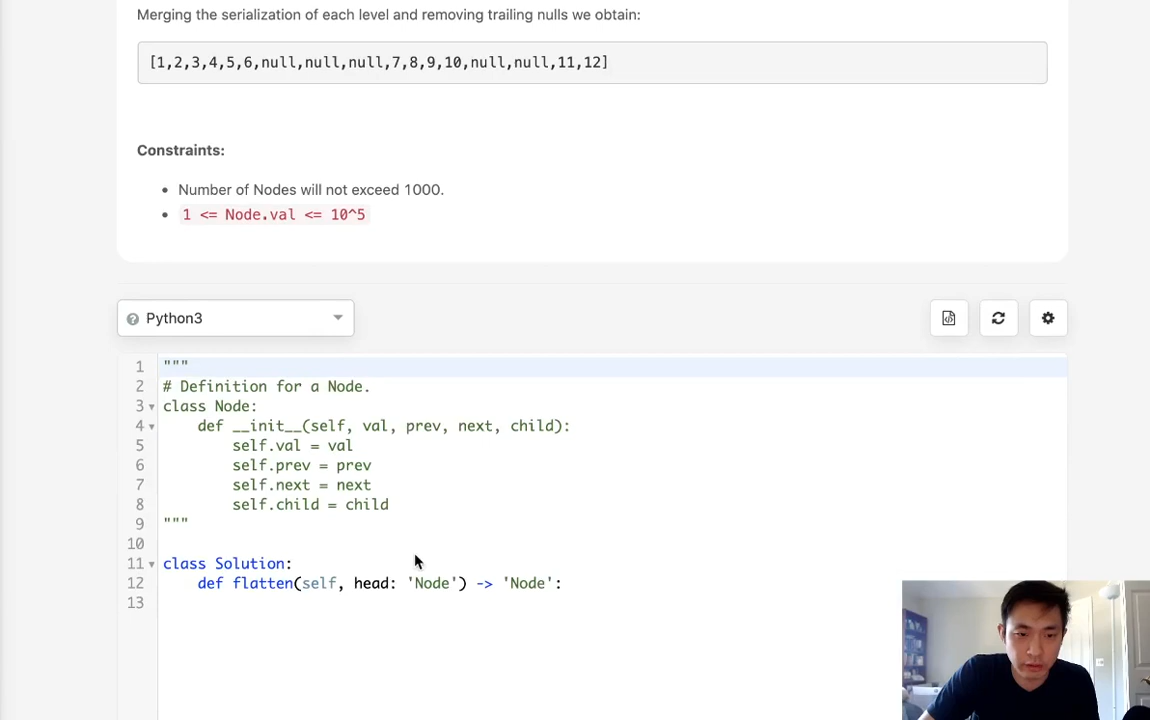 Merging the serialization of each level and removing trailing nulls we obtain:
[1,2,3,4,5,6,null,null,null,7,8,9,10,null,null,11,12]
Constraints:
Number of Nodes will not exceed 1000.
1 <= Node.val <= 10^5
Python3
1 """
2 # Definition for a Node.
3 class Node:
4 def __init__(self, val, prev, next, child):
5 self.val = val
6 self.prev = prev
7 self.next = next
8 self.child = child
9 """
10
11 class Solution:
12 def flatten(self, head: 'Node') -> 'Node':
13